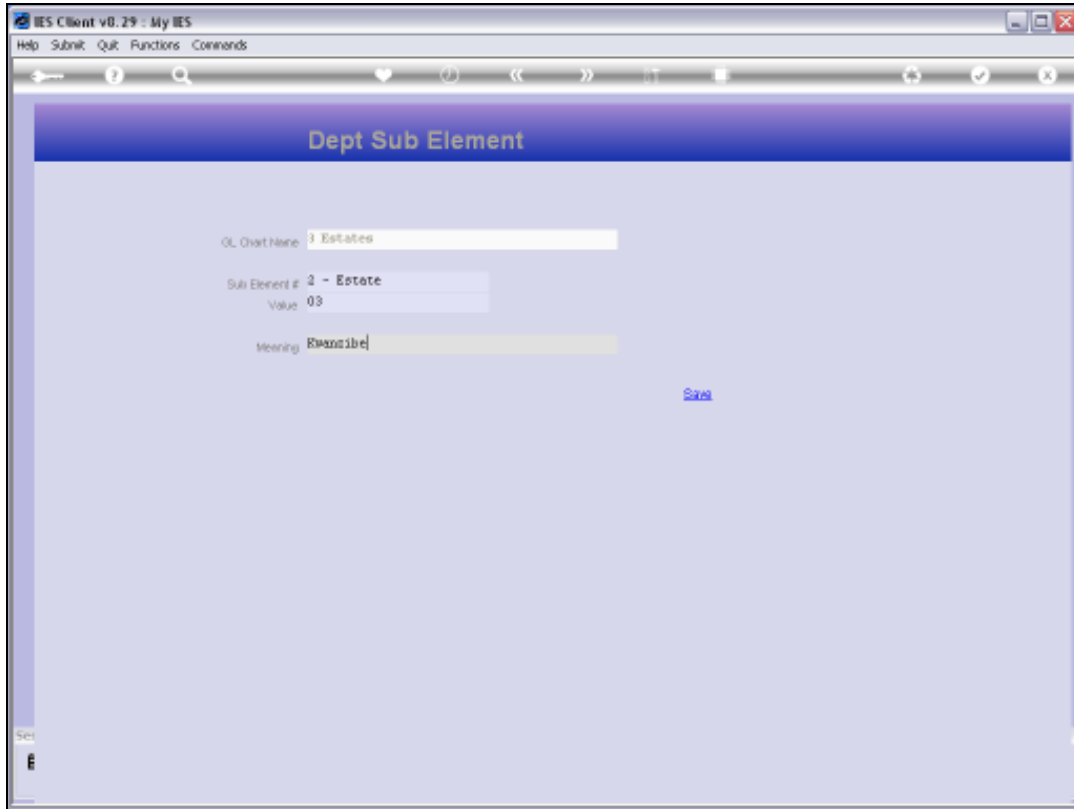 IES Client v8.29 : My IES
Help Submit Quit Functions Commands
Dept Sub Element
GL Chart Name 3 Estates
Sub Element # 2 - Estate
Value 03
Meaning
Save